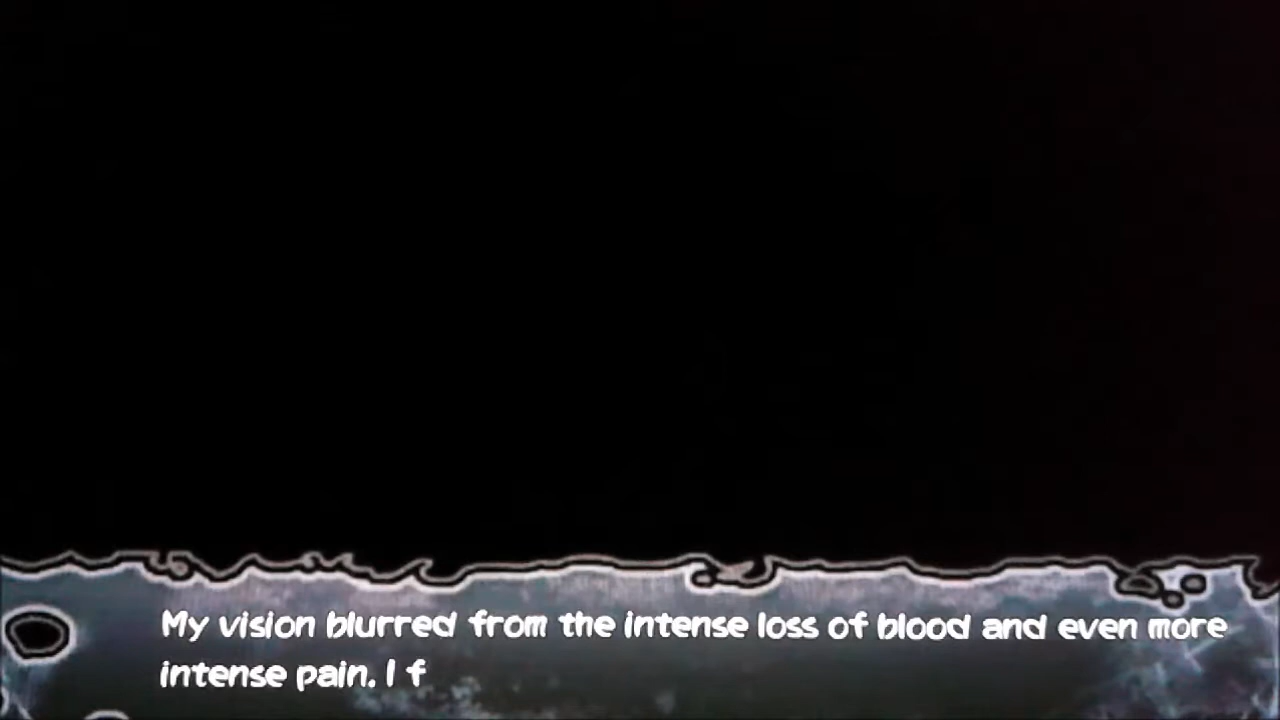 My vision blurred from the intense loss of blood and even more
intense pain. I f